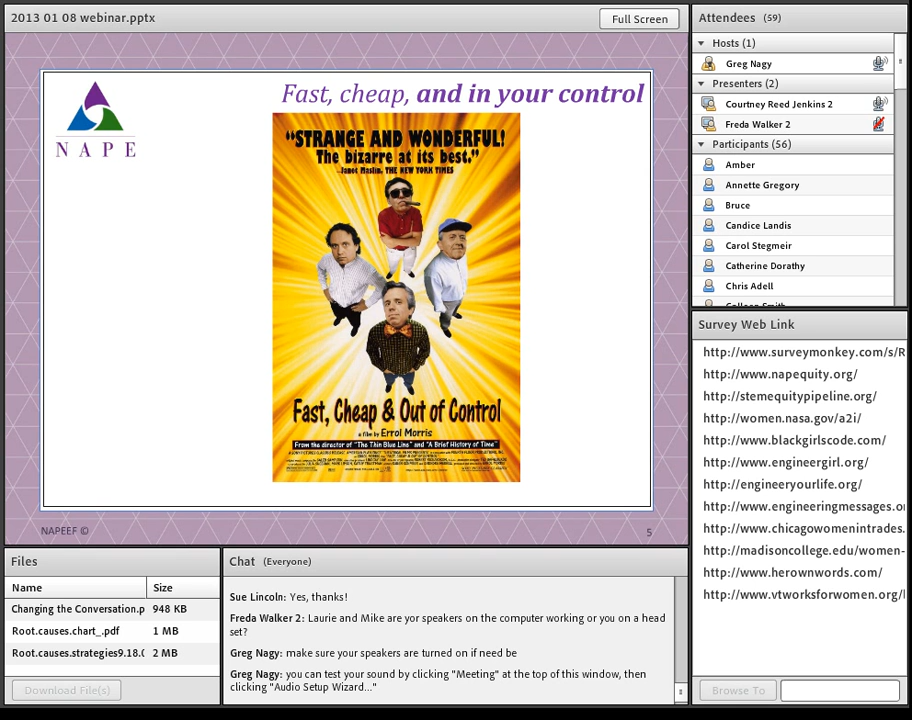 2013 01 08 webinar.pptx
Full Screen
Fast, cheap, and in your control
NAPE
“STRANGE AND WONDERFUL!
The bizarre at its best.”
—Janet Maslin, THE NEW YORK TIMES
Fast, Cheap & Out of Control
a film by Errol Morris
From the director of "The Thin Blue Line" and "A Brief History of Time"
NAPEEF ©
5
Attendees (59)
Hosts (1)
Greg Nagy
Presenters (2)
Courtney Reed Jenkins 2
Freda Walker 2
Participants (56)
Amber
Annette Gregory
Bruce
Candice Landis
Carol Stegmeir
Catherine Dorathy
Chris Adell
Survey Web Link
http://www.surveymonkey.com/s/R
http://www.napequity.org/
http://stemequitypipeline.org/
http://women.nasa.gov/a2i/
http://www.blackgirlscode.com/
http://www.engineergirl.org/
http://engineeryourlife.org/
http://www.engineeringmessages.or
http://www.chicagowomenintrades.
http://madisoncollege.edu/women-
http://www.herownwords.com/
http://www.vtworksforwomen.org/l
Browse To
Files
Name Size
Changing the Conversation.p 948 KB
Root.causes.chart_.pdf 1 MB
Root.causes.strategies9.18.( 2 MB
Download File(s)
Chat (Everyone)
Sue Lincoln: Yes, thanks!
Freda Walker 2: Laurie and Mike are yor speakers on the computer working or you on a head
set?
Greg Nagy: make sure your speakers are turned on if need be
Greg Nagy: you can test your sound by clicking "Meeting" at the top of this window, then
clicking "Audio Setup Wizard..."